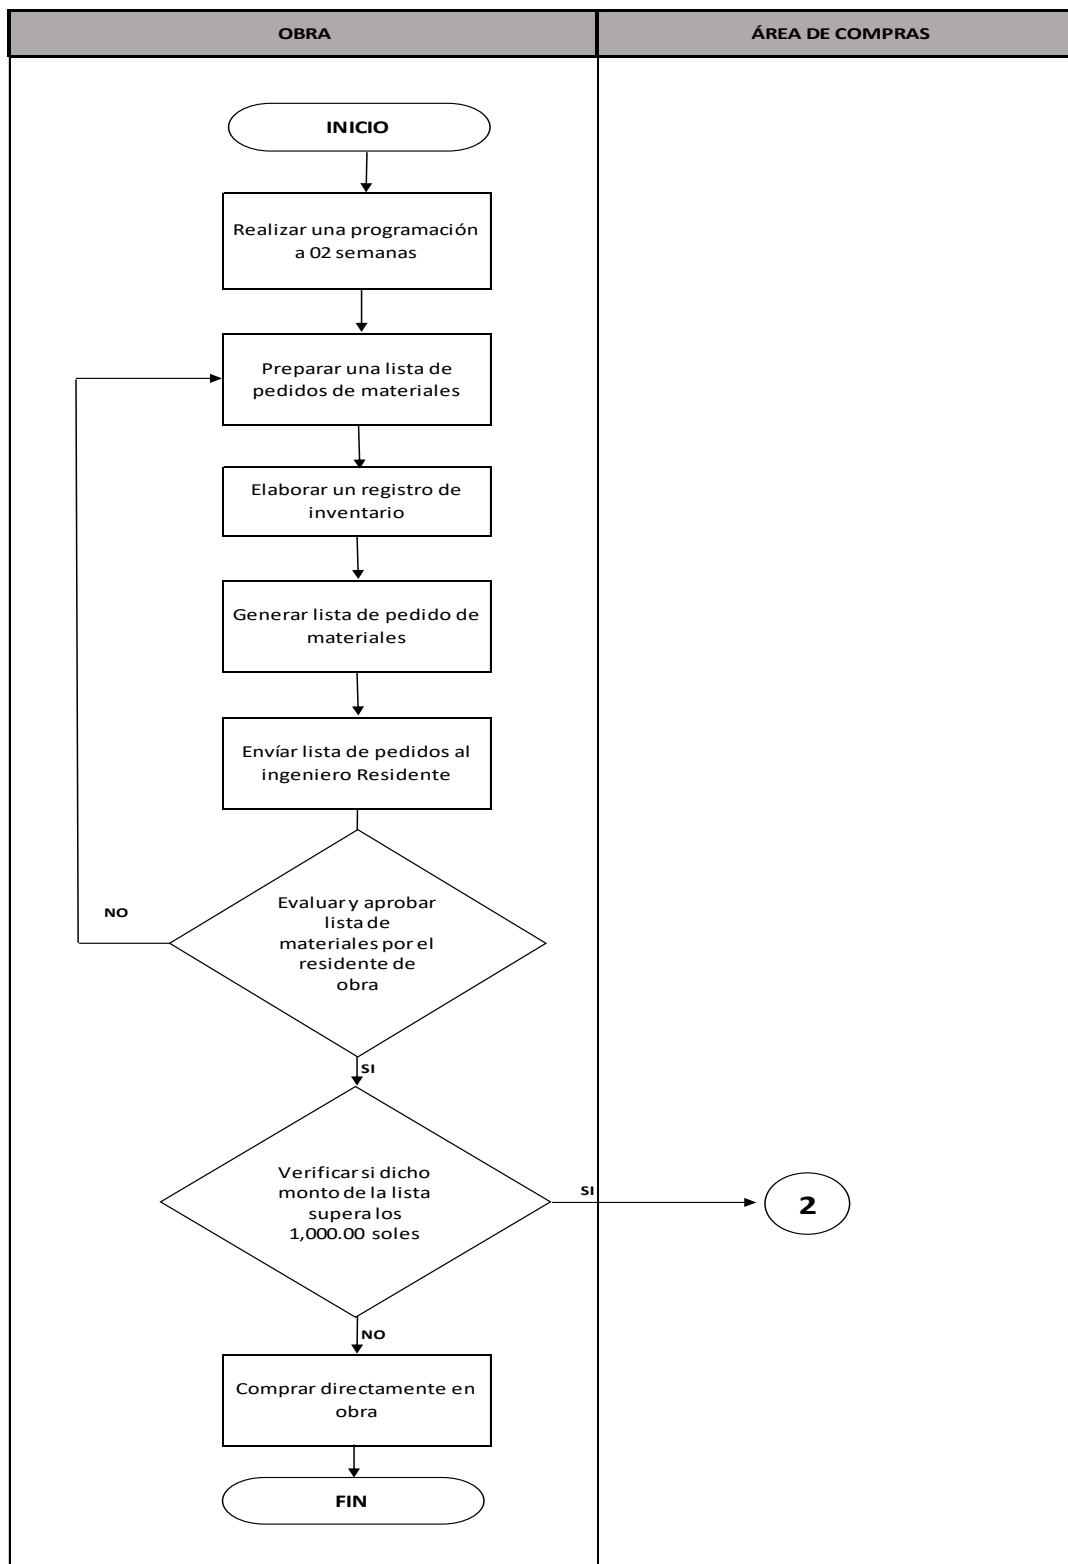 OBRA
ÁREA DE COMPRAS
INICIO
Realizar una programación
a 02 semanas
Preparar una lista de
pedidos de materiales
Elaborar un registro de
inventario
Generar lista de pedido de
materiales
Envíar lista de pedidos al
ingeniero Residente
Evaluar y aprobar
lista de
materiales por el
residente de
obra
NO
SI
Verificar si dicho
monto de la lista
supera los
1,000.00 soles
SI
2
NO
Comprar directamente en
obra
FIN